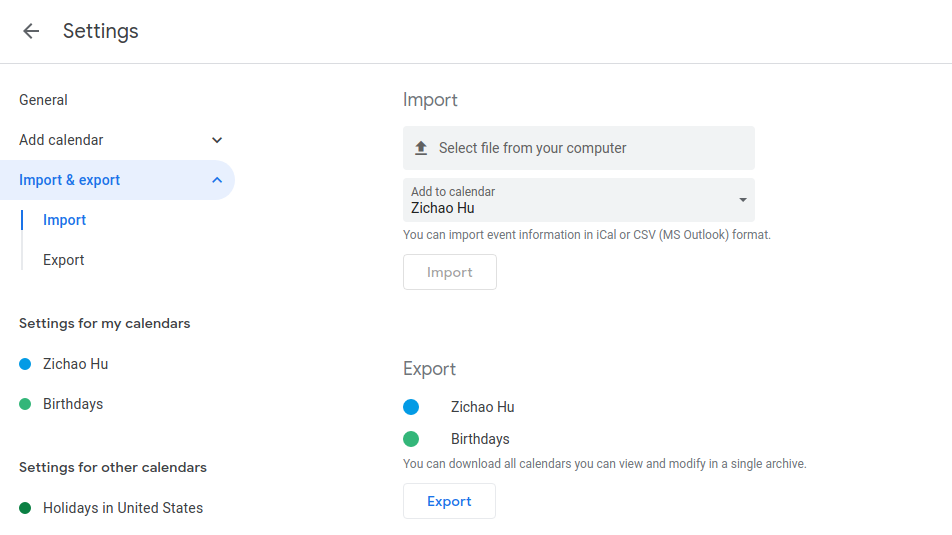 Settings
General
Add calendar
Import & export
Import
Export
Settings for my calendars
Zichao Hu
Birthdays
Settings for other calendars
Holidays in United States
Import
Select file from your computer
Add to calendar
Zichao Hu
You can import event information in iCal or CSV (MS Outlook) format.
Import
Export
Zichao Hu
Birthdays
You can download all calendars you can view and modify in a single archive.
Export